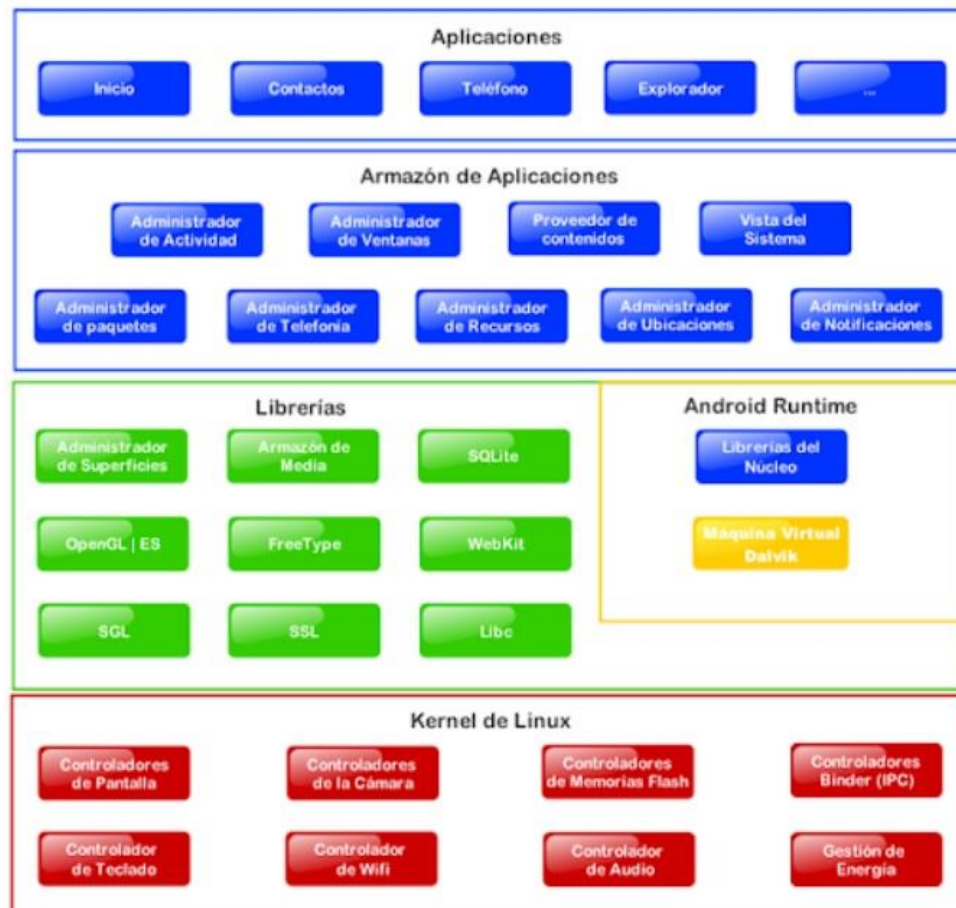 Aplicaciones
Inicio
Contactos
Teléfono
Explorador
...
Armazón de Aplicaciones
Administrador
de Actividad
Administrador
de Ventanas
Proveedor de
contenidos
Vista del
Sistema
Administrador
de paquetes
Administrador
de Telefonía
Administrador
de Recursos
Administrador
de Ubicaciones
Administrador
de Notificaciones
Librerías
Administrador
de Superficies
Armazón de
Media
SQLite
OpenGL | ES
FreeType
WebKit
SGL
SSL
Libc
Android Runtime
Librerías del
Núcleo
Máquina Virtual
Dalvik
Kernel de Linux
Controladores
de Pantalla
Controladores
de la Cámara
Controladores
de Memorias Flash
Controladores
Binder (IPC)
Controlador
de Teclado
Controlador
de Wifi
Controlador
de Audio
Gestión de
Energía